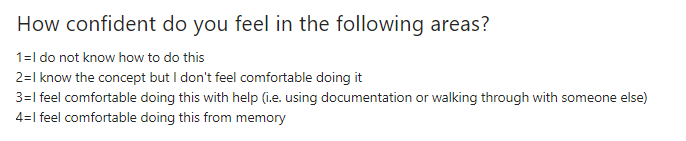 How confident do you feel in the following areas?
1=I do not know how to do this
2=I know the concept but I don't feel comfortable doing it
3=I feel comfortable doing this with help (i.e. using documentation or walking through with someone else)
4=I feel comfortable doing this from memory